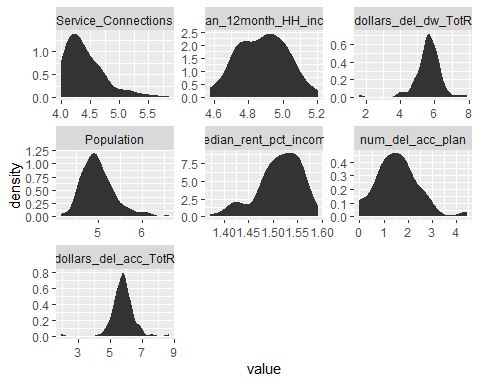 Service_Connections
an_12month_HH_inc
dollars_del_dw_TotR
1.0
0.5
0.0
4.0 4.5 5.0 5.5
2.5
2.0
1.5
1.0
0.5
0.0
4.6 4.8 5.0 5.2
0.6
0.4
0.2
0.0
2 4 6 8
Population
edian_rent_pct_incom
num_del_acc_plan
1.25
1.00
0.75
0.50
0.25
0.00
5 6
7.5
5.0
2.5
0.0
1.40 1.45 1.50 1.55 1.60
0.4
0.3
0.2
0.1
0.0
0 1 2 3 4
density
dollars_del_acc_TotR
0.8
0.6
0.4
0.2
0.0
3 5 7 9
value